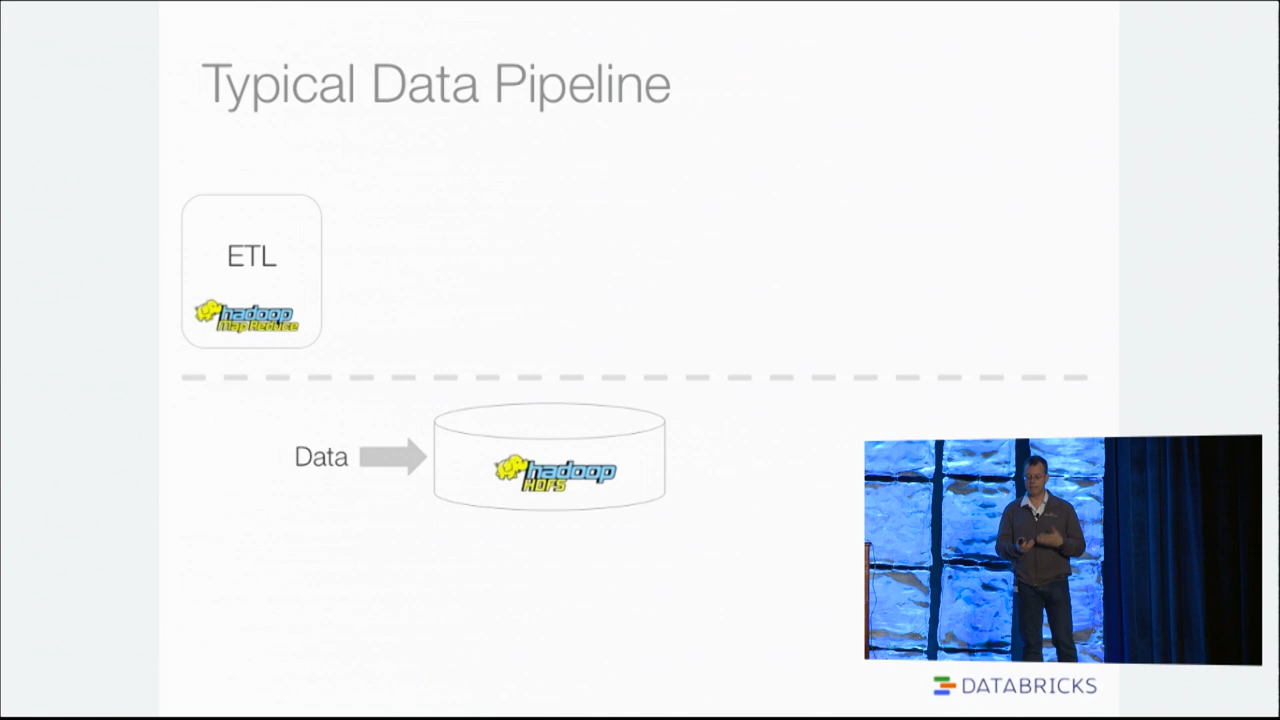 Typical Data Pipeline
ETL
hadoop
Map Reduce
Data
hadoop
HDFS
DATABRICKS